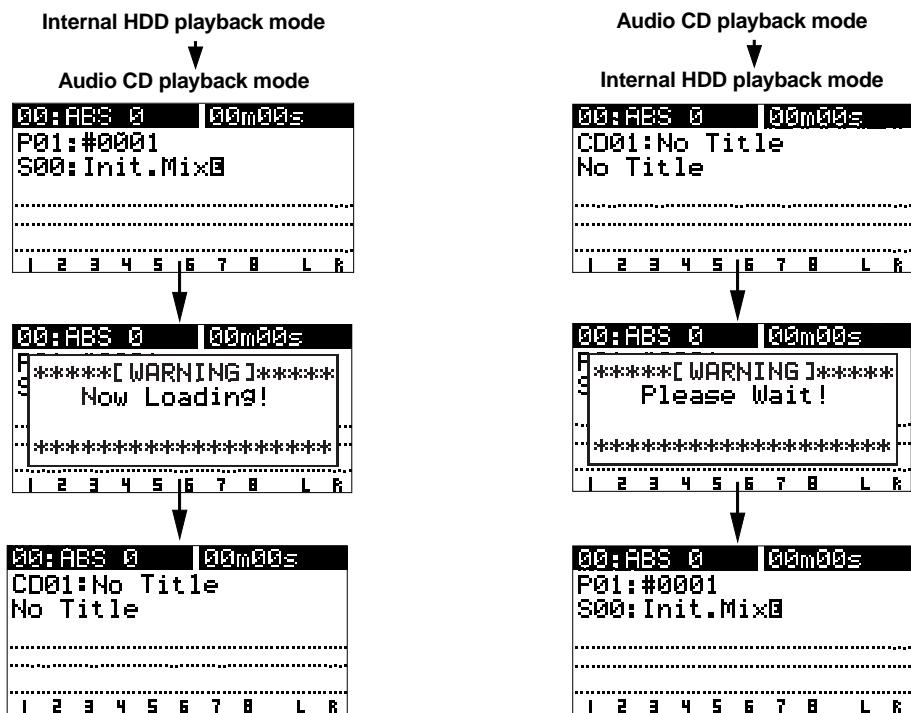 Internal HDD playback mode
Audio CD playback mode
00:ABS 0 00m00s
P01:#0001
S00:Init.MixE
1 2 3 4 5 6 7 8 L R
00:ABS 0 00m00s
*****[WARNING]*****
Now Loading!
*******************
1 2 3 4 5 6 7 8 L R
00:ABS 0 00m00s
CD01:No Title
No Title
1 2 3 4 5 6 7 8 L R
Audio CD playback mode
Internal HDD playback mode
00:ABS 0 00m00s
CD01:No Title
No Title
1 2 3 4 5 6 7 8 L R
00:ABS 0 00m00s
*****[WARNING]*****
Please Wait!
*******************
1 2 3 4 5 6 7 8 L R
00:ABS 0 00m00s
P01:#0001
S00:Init.MixE
1 2 3 4 5 6 7 8 L R